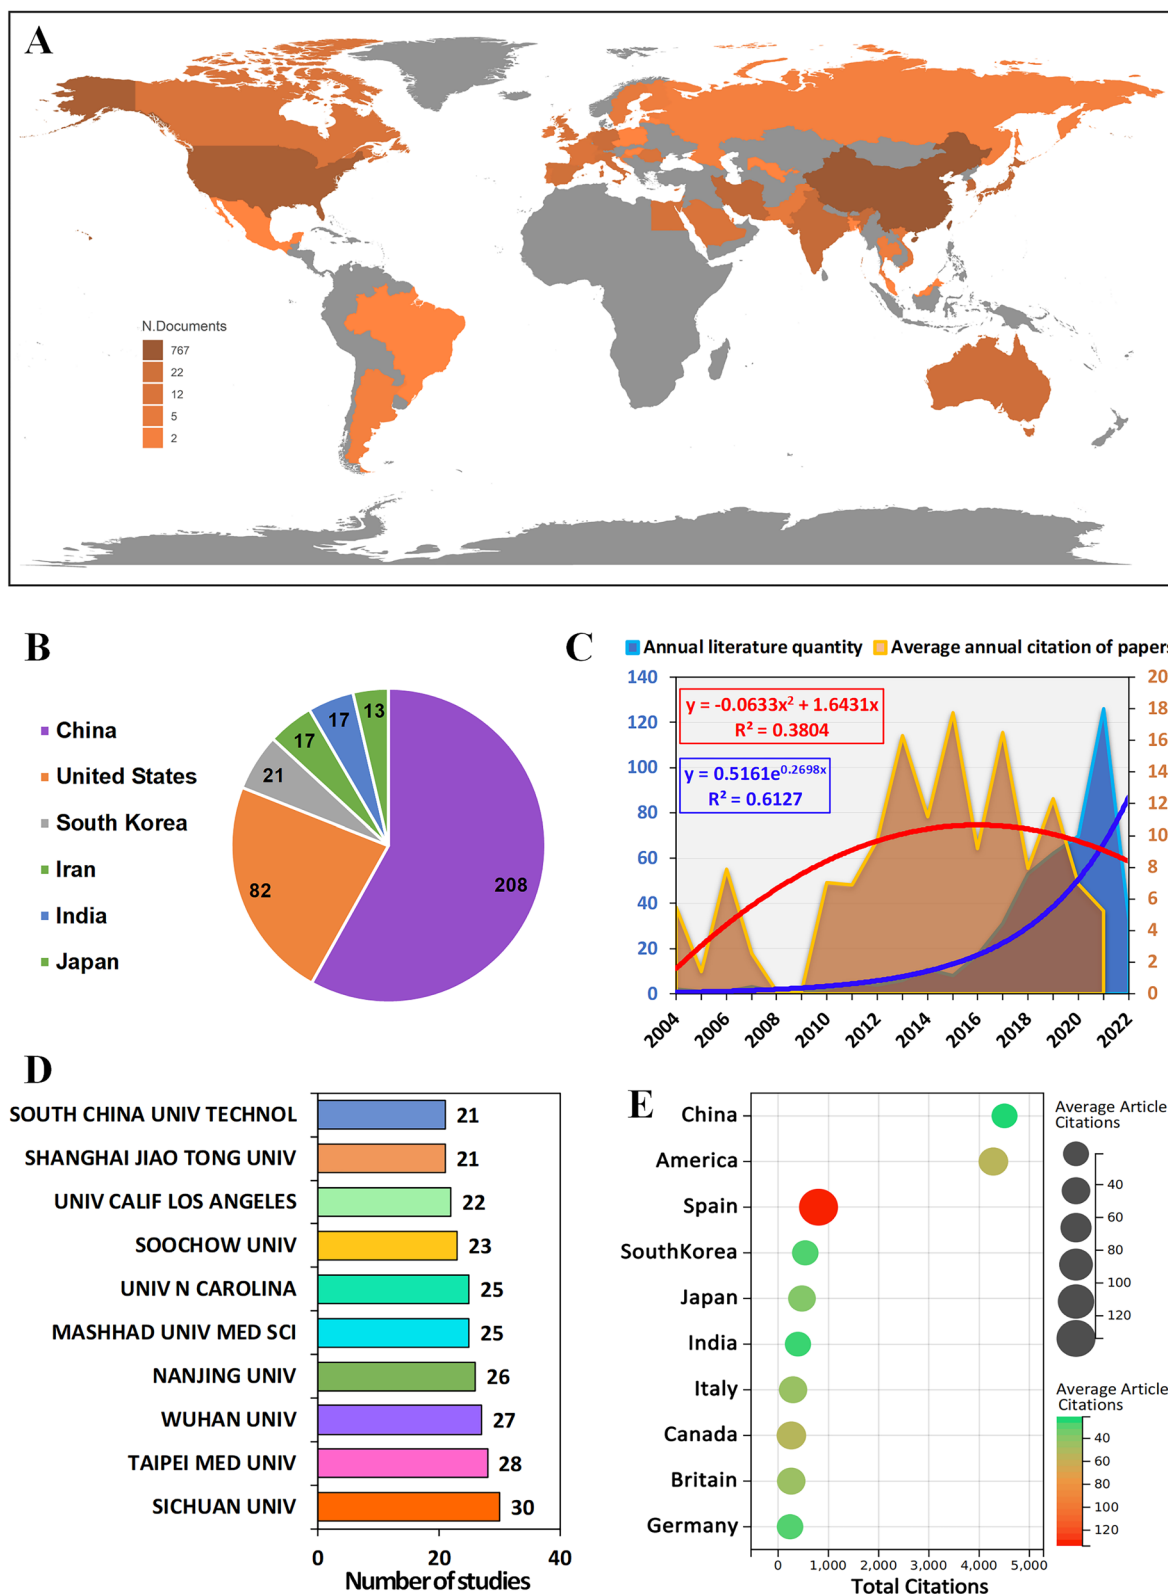 A
N.Documents
767
22
12
5
2
B
China
United States
South Korea
Iran
India
Japan
13
17
17
21
82
208
C
Annual literature quantity
Average annual citation of papers
y = -0.0633x² + 1.6431x
R² = 0.3804
y = 0.5161e^0.2698x
R² = 0.6127
140
120
100
80
60
40
20
0
20
18
16
14
12
10
8
6
4
2
0
2004
2006
2008
2010
2012
2014
2016
2018
2020
2022
D
SOUTH CHINA UNIV TECHNOL 21
SHANGHAI JIAO TONG UNIV 21
UNIV CALIF LOS ANGELES 22
SOOCHOW UNIV 23
UNIV N CAROLINA 25
MASHHAD UNIV MED SCI 25
NANJING UNIV 26
WUHAN UNIV 27
TAIPEI MED UNIV 28
SICHUAN UNIV 30
0 20 40
Number of studies
E
China
America
Spain
SouthKorea
Japan
India
Italy
Canada
Britain
Germany
0 1,000 2,000 3,000 4,000 5,000
Total Citations
Average Article
Citations
40
60
80
100
120
Average Article
Citations
40
60
80
100
120